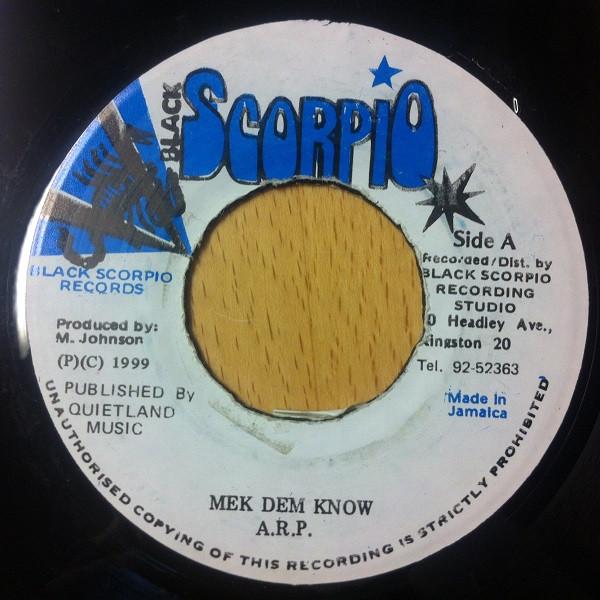 BLACK
SCORPIO
BLACK SCORPIO
RECORDS
Side A
Recorded/Dist. by
BLACK SCORPIO
RECORDING
STUDIO
0 Headley Ave.,
Kingston 20
Tel. 92-52363
Produced by:
M. Johnson
(P)(C) 1999
PUBLISHED By
QUIETLAND
MUSIC
Made In
Jamaica
MEK DEM KNOW
A.R.P.
UNAUTHORISED COPYING OF THIS RECORDING IS STRICTLY PROHIBITED